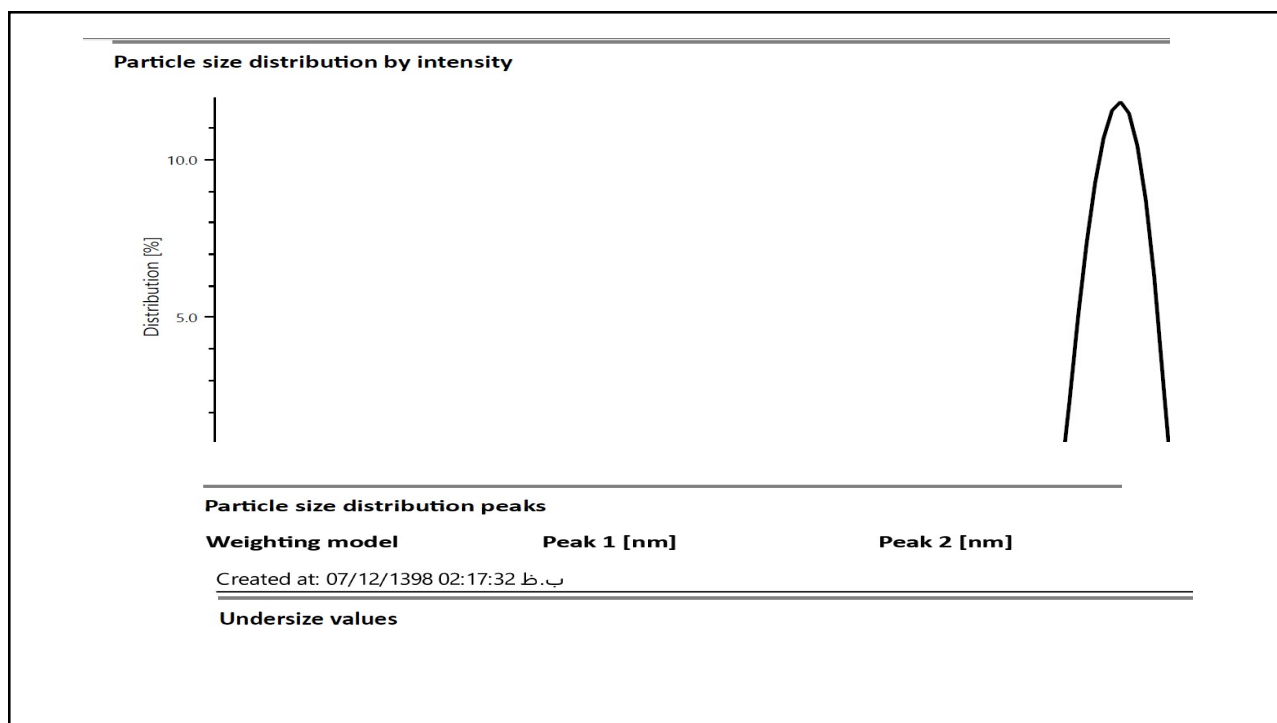 Particle size distribution by intensity
10.0
Distribution [%]
5.0
Particle size distribution peaks
Weighting model Peak 1 [nm] Peak 2 [nm]
Created at: 07/12/1398 02:17:32 ب.ظ
Undersize values